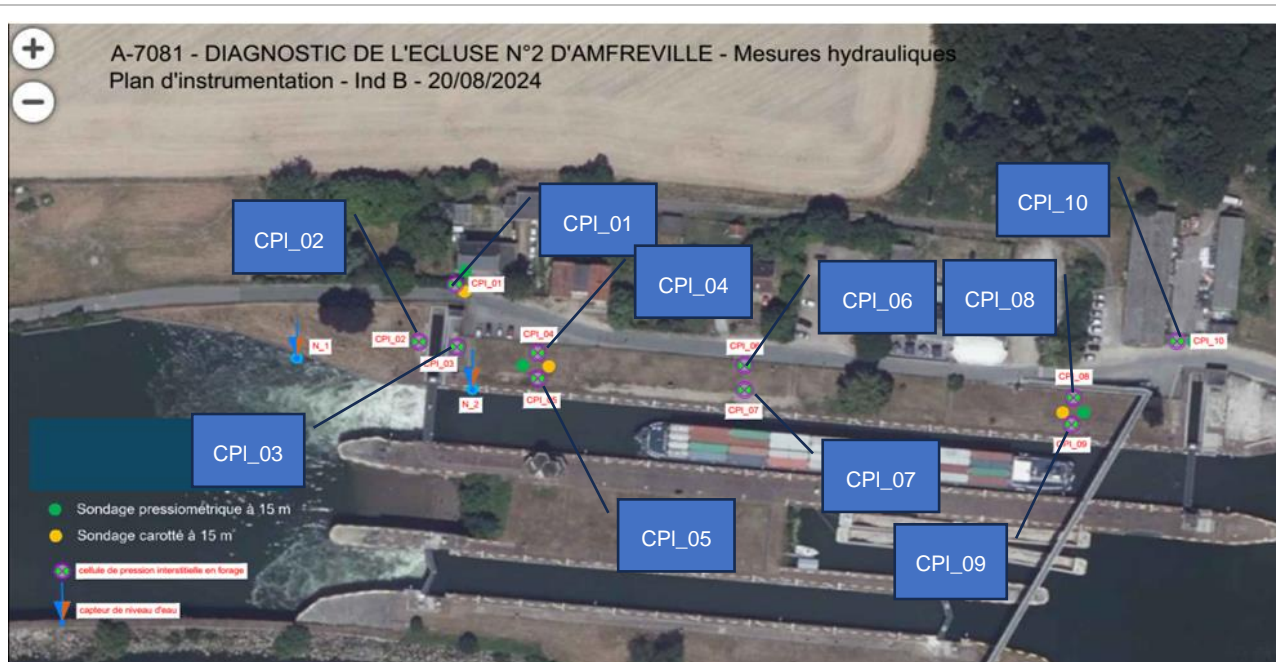 +
−
A-7081 - DIAGNOSTIC DE L'ECLUSE N°2 D'AMFREVILLE - Mesures hydrauliques
Plan d'instrumentation - Ind B - 20/08/2024
CPI_10
CPI_01
CPI_02
CPI_04
CPI_06
CPI_08
CPI_01
CPI_02
CPI_03
CPI_04
N_1
N_2
CPI_05
CPI_06
CPI_07
CPI_08
CPI_09
CPI_10
CPI_03
CPI_07
CPI_05
CPI_09
Sondage pressiométrique à 15 m
Sondage carotté à 15 m
cellule de pression interstitielle en forage
capteur de niveau d'eau